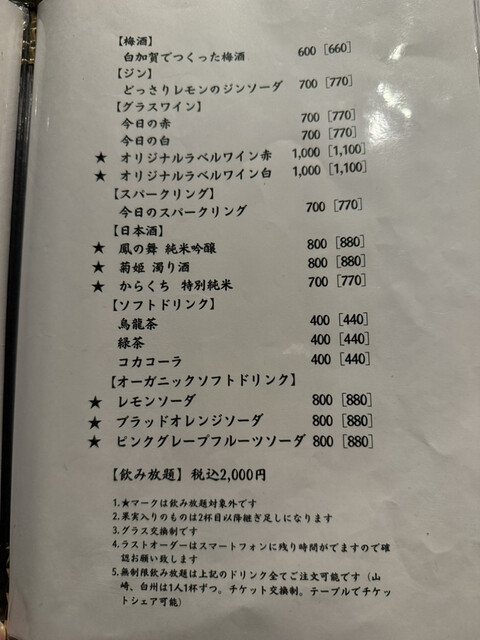 【梅酒】
白加賀でつくった梅酒 600 [660]
【ジン】
どっさりレモンのジンソーダ 700 [770]
【グラスワイン】
今日の赤 700 [770]
今日の白 700 [770]
★ オリジナルラベルワイン赤 1,000 [1,100]
★ オリジナルラベルワイン白 1,000 [1,100]
【スパークリング】
今日のスパークリング 700 [770]
【日本酒】
★ 鳳の舞 純米吟醸 800 [880]
★ 菊姫 濁り酒 800 [880]
★ からくち 特別純米 700 [770]
【ソフトドリンク】
烏龍茶 400 [440]
緑茶 400 [440]
コカコーラ 400 [440]
【オーガニックソフトドリンク】
★ レモンソーダ 800 [880]
★ ブラッドオレンジソーダ 800 [880]
★ ピンクグレープフルーツソーダ 800 [880]
【飲み放題】税込2,000円
1.★マークは飲み放題対象外です
2.果実入りのものは2杯目以降継ぎ足しになります
3.グラス交換制です
4.ラストオーダーはスマートフォンに残り時間がでますので確
認お願い致します
5.無制限飲み放題は上記のドリンク全てご注文可能です（山
崎、白州は1人1杯ずつ。チケット交換制。テーブルでチケッ
トシェア可能）